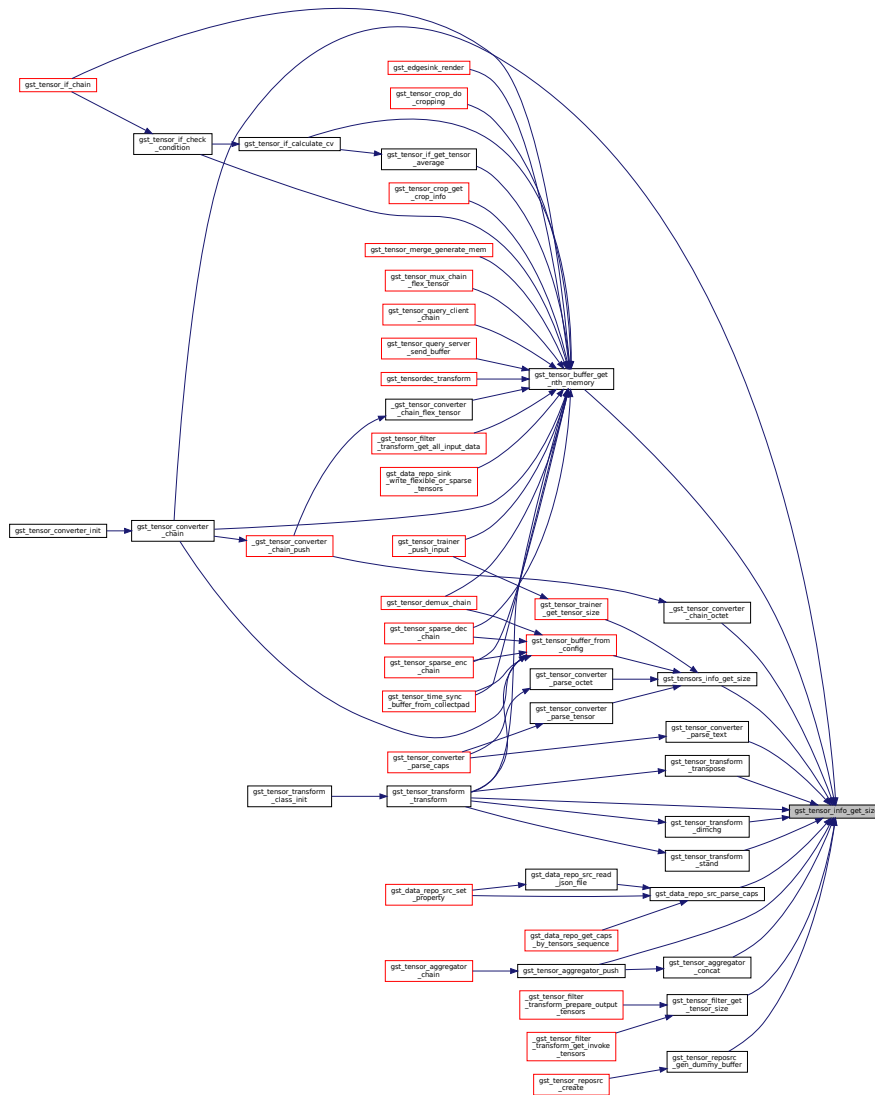 gst_edgesink_render
gst_tensor_if_chain
gst_tensor_crop_do
_cropping
gst_tensor_if_check
_condition
gst_tensor_if_calculate_cv
gst_tensor_if_get_tensor
_average
gst_tensor_crop_get
_crop_info
gst_tensor_merge_generate_mem
gst_tensor_mux_chain
_flex_tensor
gst_tensor_query_client
_chain
gst_tensor_query_server
_send_buffer
gst_tensor_buffer_get
_nth_memory
gst_tensordec_transform
_gst_tensor_converter
_chain_flex_tensor
_gst_tensor_filter
_transform_get_all_input_data
gst_data_repo_sink
_write_flexible_or_sparse
_tensors
gst_tensor_converter_init
gst_tensor_converter
_chain
_gst_tensor_converter
_chain_push
gst_tensor_trainer
_push_input
gst_tensor_demux_chain
gst_tensor_trainer
_get_tensor_size
_gst_tensor_converter
_chain_octet
gst_tensor_sparse_dec
_chain
gst_tensor_buffer_from
_config
gst_tensor_sparse_enc
_chain
gst_tensor_converter
_parse_octet
gst_tensors_info_get_size
gst_tensor_time_sync
_buffer_from_collectpad
gst_tensor_converter
_parse_tensor
gst_tensor_converter
_parse_text
gst_tensor_converter
_parse_caps
gst_tensor_transform
_transpose
gst_tensor_transform
_class_init
gst_tensor_transform
_transform
gst_tensor_info_get_size
gst_tensor_transform
_dimchg
gst_tensor_transform
_stand
gst_data_repo_src_set
_property
gst_data_repo_src_read
_json_file
gst_data_repo_src_parse_caps
gst_data_repo_get_caps
_by_tensors_sequence
gst_tensor_aggregator
_chain
gst_tensor_aggregator_push
gst_tensor_aggregator
_concat
_gst_tensor_filter
_transform_prepare_output
_tensors
gst_tensor_filter_get
_tensor_size
_gst_tensor_filter
_transform_get_invoke
_tensors
gst_tensor_reposrc
_gen_dummy_buffer
gst_tensor_reposrc
_create